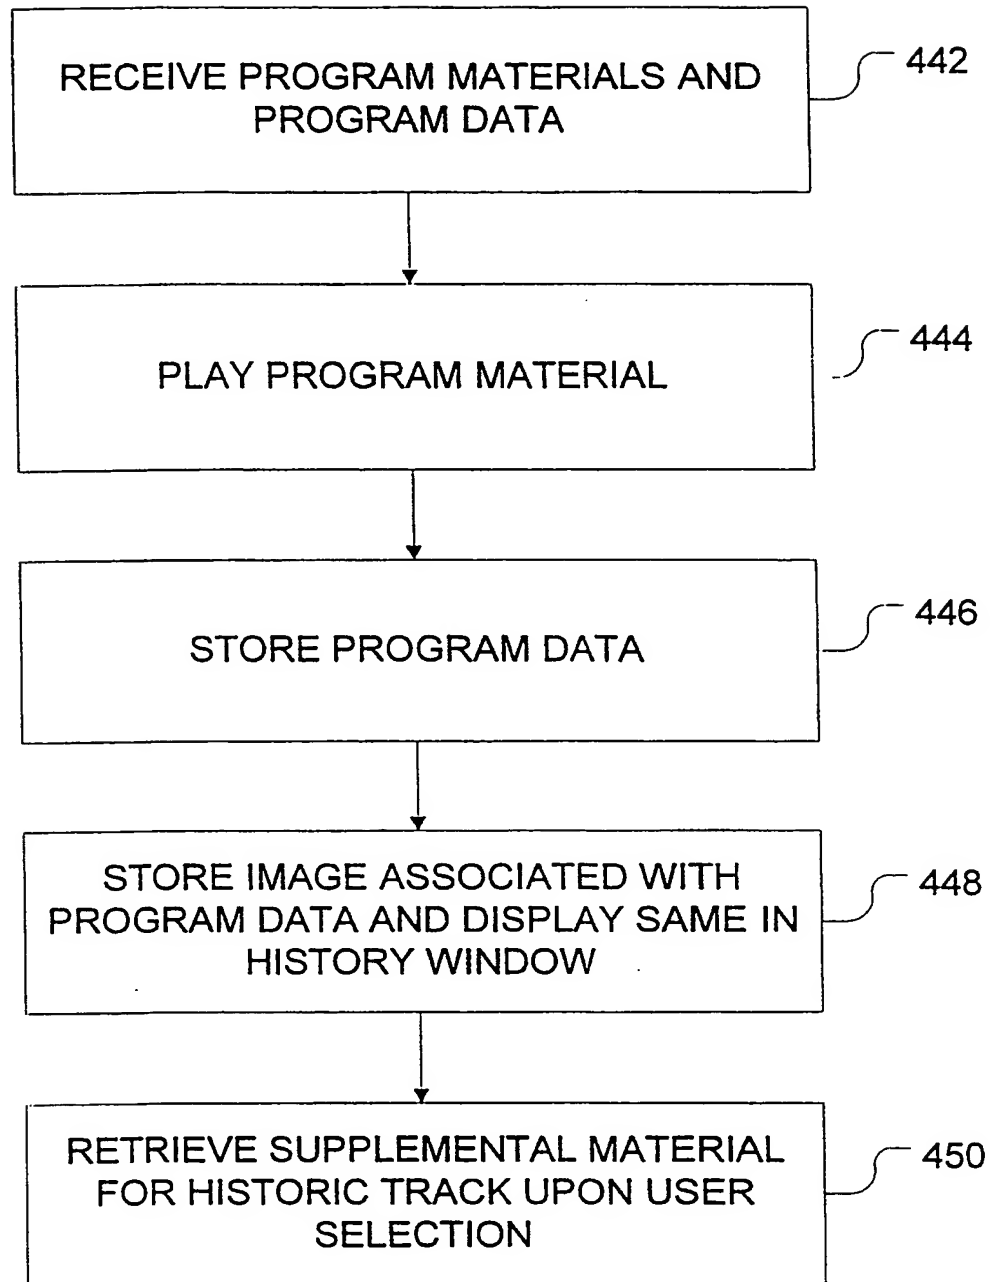 RECEIVE PROGRAM MATERIALS AND
PROGRAM DATA
442
PLAY PROGRAM MATERIAL
444
STORE PROGRAM DATA
446
STORE IMAGE ASSOCIATED WITH
PROGRAM DATA AND DISPLAY SAME IN
HISTORY WINDOW
448
RETRIEVE SUPPLEMENTAL MATERIAL
FOR HISTORIC TRACK UPON USER
SELECTION
450